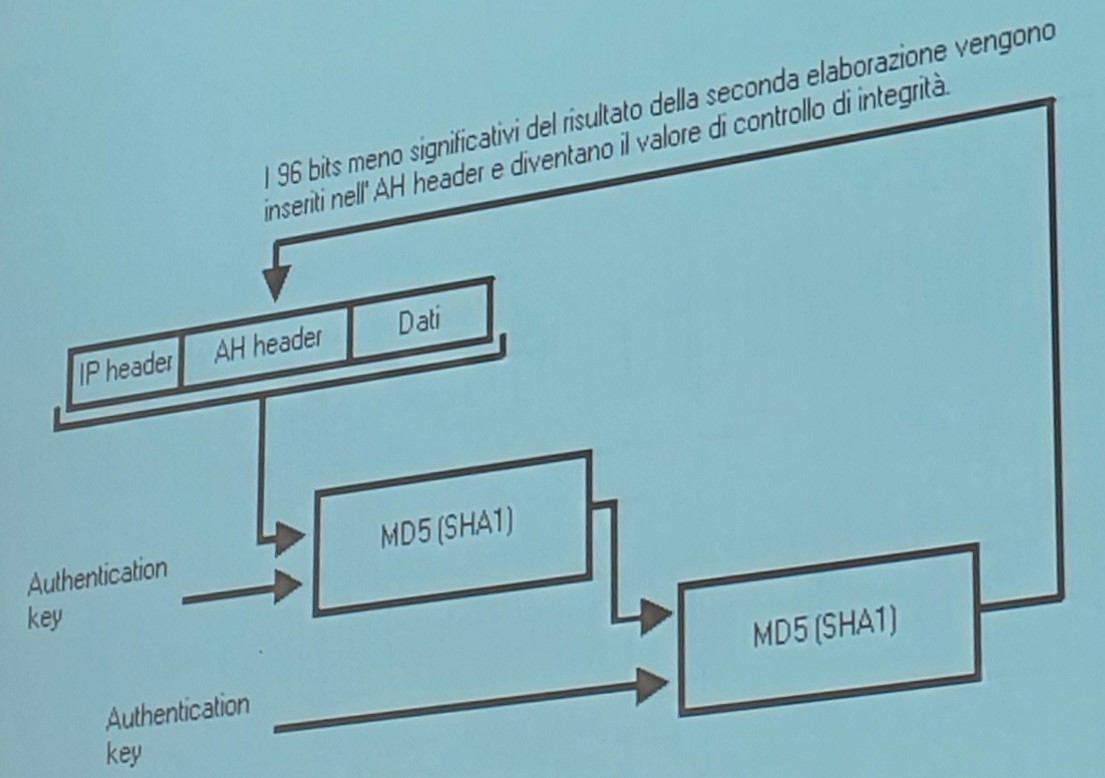 I 96 bits meno significativi del risultato della seconda elaborazione vengono
inseriti nell' AH header e diventano il valore di controllo di integrità.
IP header
AH header
Dati
MD5 (SHA1)
Authentication
key
MD5 (SHA1)
Authentication
key